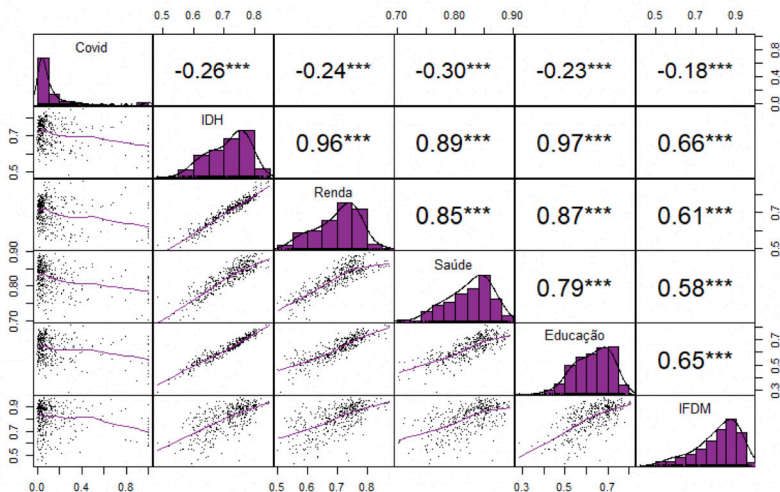 0.5 0.6 0.7 0.8
0.70 0.80 0.90
0.5 0.7 0.9
Covid
-0.26***
-0.24***
-0.30***
-0.23***
-0.18***
0.0 0.2 0.4 0.6 0.8
0.5 0.7
IDH
0.96***
0.89***
0.97***
0.66***
Renda
0.85***
0.87***
0.61***
0.5 0.6 0.7 0.8
0.70 0.80 0.90
Saúde
0.79***
0.58***
Educação
0.65***
0.3 0.5 0.7
0.5 0.7 0.9
IFDM
0.0 0.4 0.8
0.5 0.6 0.7 0.8
0.3 0.5 0.7